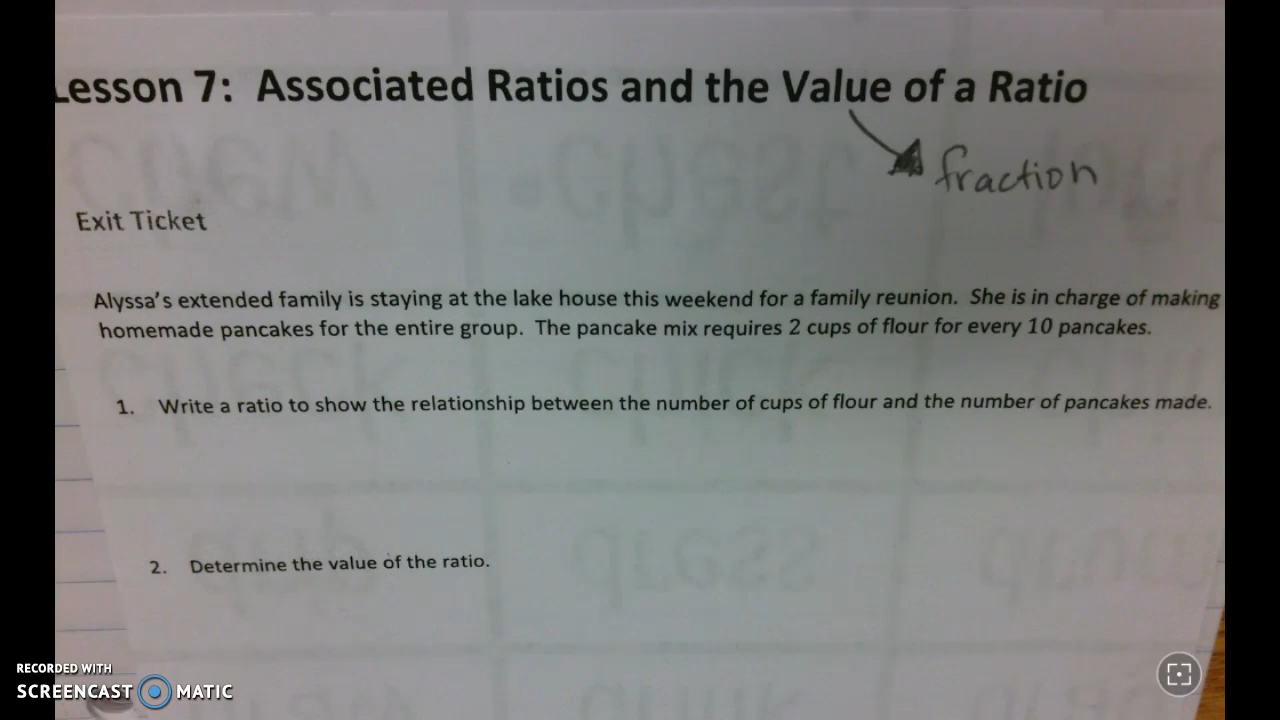 Lesson 7: Associated Ratios and the Value of a Ratio
fraction
Exit Ticket
Alyssa's extended family is staying at the lake house this weekend for a family reunion. She is in charge of making
homemade pancakes for the entire group. The pancake mix requires 2 cups of flour for every 10 pancakes.
1. Write a ratio to show the relationship between the number of cups of flour and the number of pancakes made.
2. Determine the value of the ratio.
RECORDED WITH
SCREENCAST MATIC